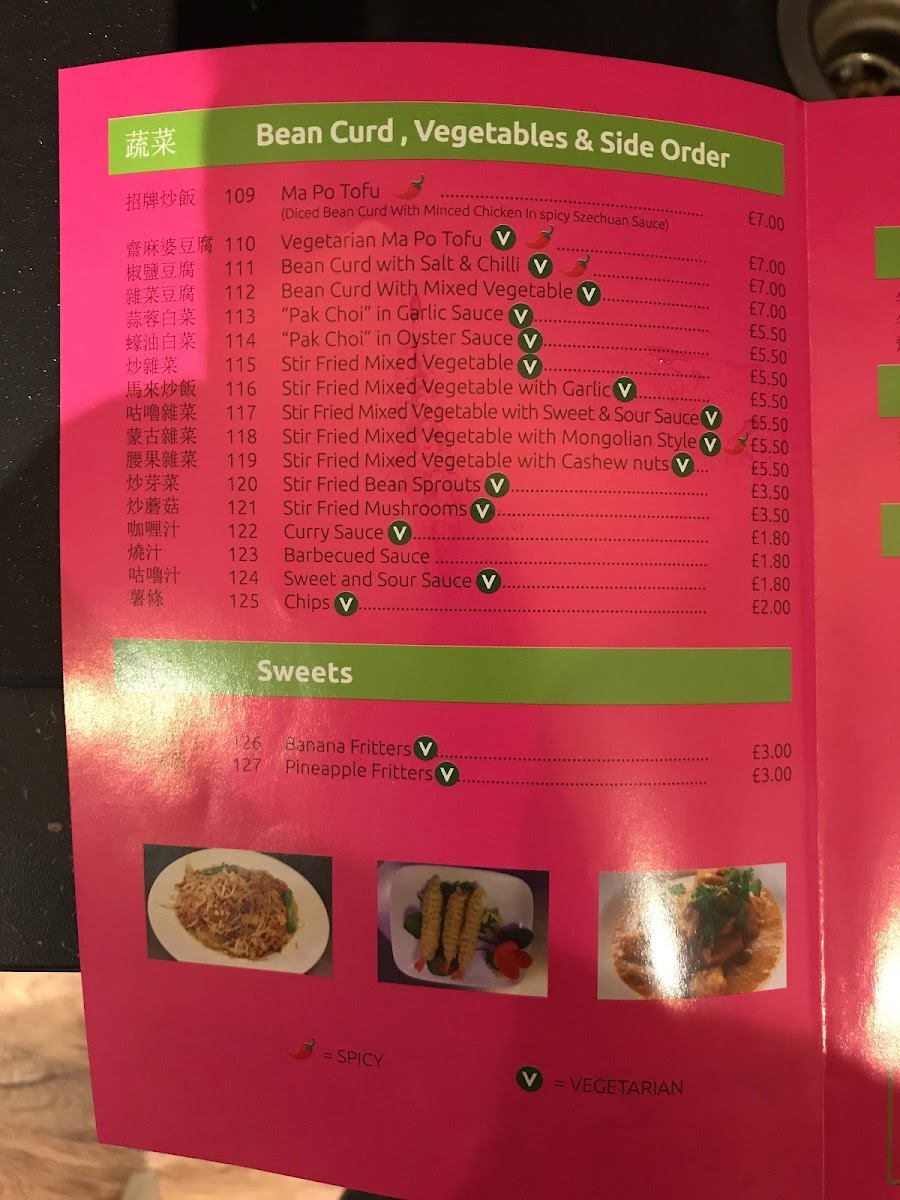 蔬菜 Bean Curd , Vegetables & Side Order
招牌炒飯 109 Ma Po Tofu £7.00
(Diced Bean Curd With Minced Chicken In spicy Szechuan Sauce)
齋麻婆豆腐 110 Vegetarian Ma Po Tofu V £7.00
椒鹽豆腐 111 Bean Curd with Salt & Chilli V £7.00
雜菜豆腐 112 Bean Curd With Mixed Vegetable V £7.00
蒜蓉白菜 113 “Pak Choi” in Garlic Sauce V £5.50
蠔油白菜 114 “Pak Choi” in Oyster Sauce V £5.50
炒雜菜 115 Stir Fried Mixed Vegetable V £5.50
馬來炒飯 116 Stir Fried Mixed Vegetable with Garlic V £5.50
咕嚕雜菜 117 Stir Fried Mixed Vegetable with Sweet & Sour Sauce V £5.50
蒙古雜菜 118 Stir Fried Mixed Vegetable with Mongolian Style V £5.50
腰果雜菜 119 Stir Fried Mixed Vegetable with Cashew nuts V £5.50
炒芽菜 120 Stir Fried Bean Sprouts V £3.50
炒蘑菇 121 Stir Fried Mushrooms V £3.50
咖喱汁 122 Curry Sauce V £1.80
燒汁 123 Barbecued Sauce £1.80
咕嚕汁 124 Sweet and Sour Sauce V £1.80
薯條 125 Chips V £2.00
Sweets
126 Banana Fritters V £3.00
127 Pineapple Fritters V £3.00
= SPICY
V = VEGETARIAN